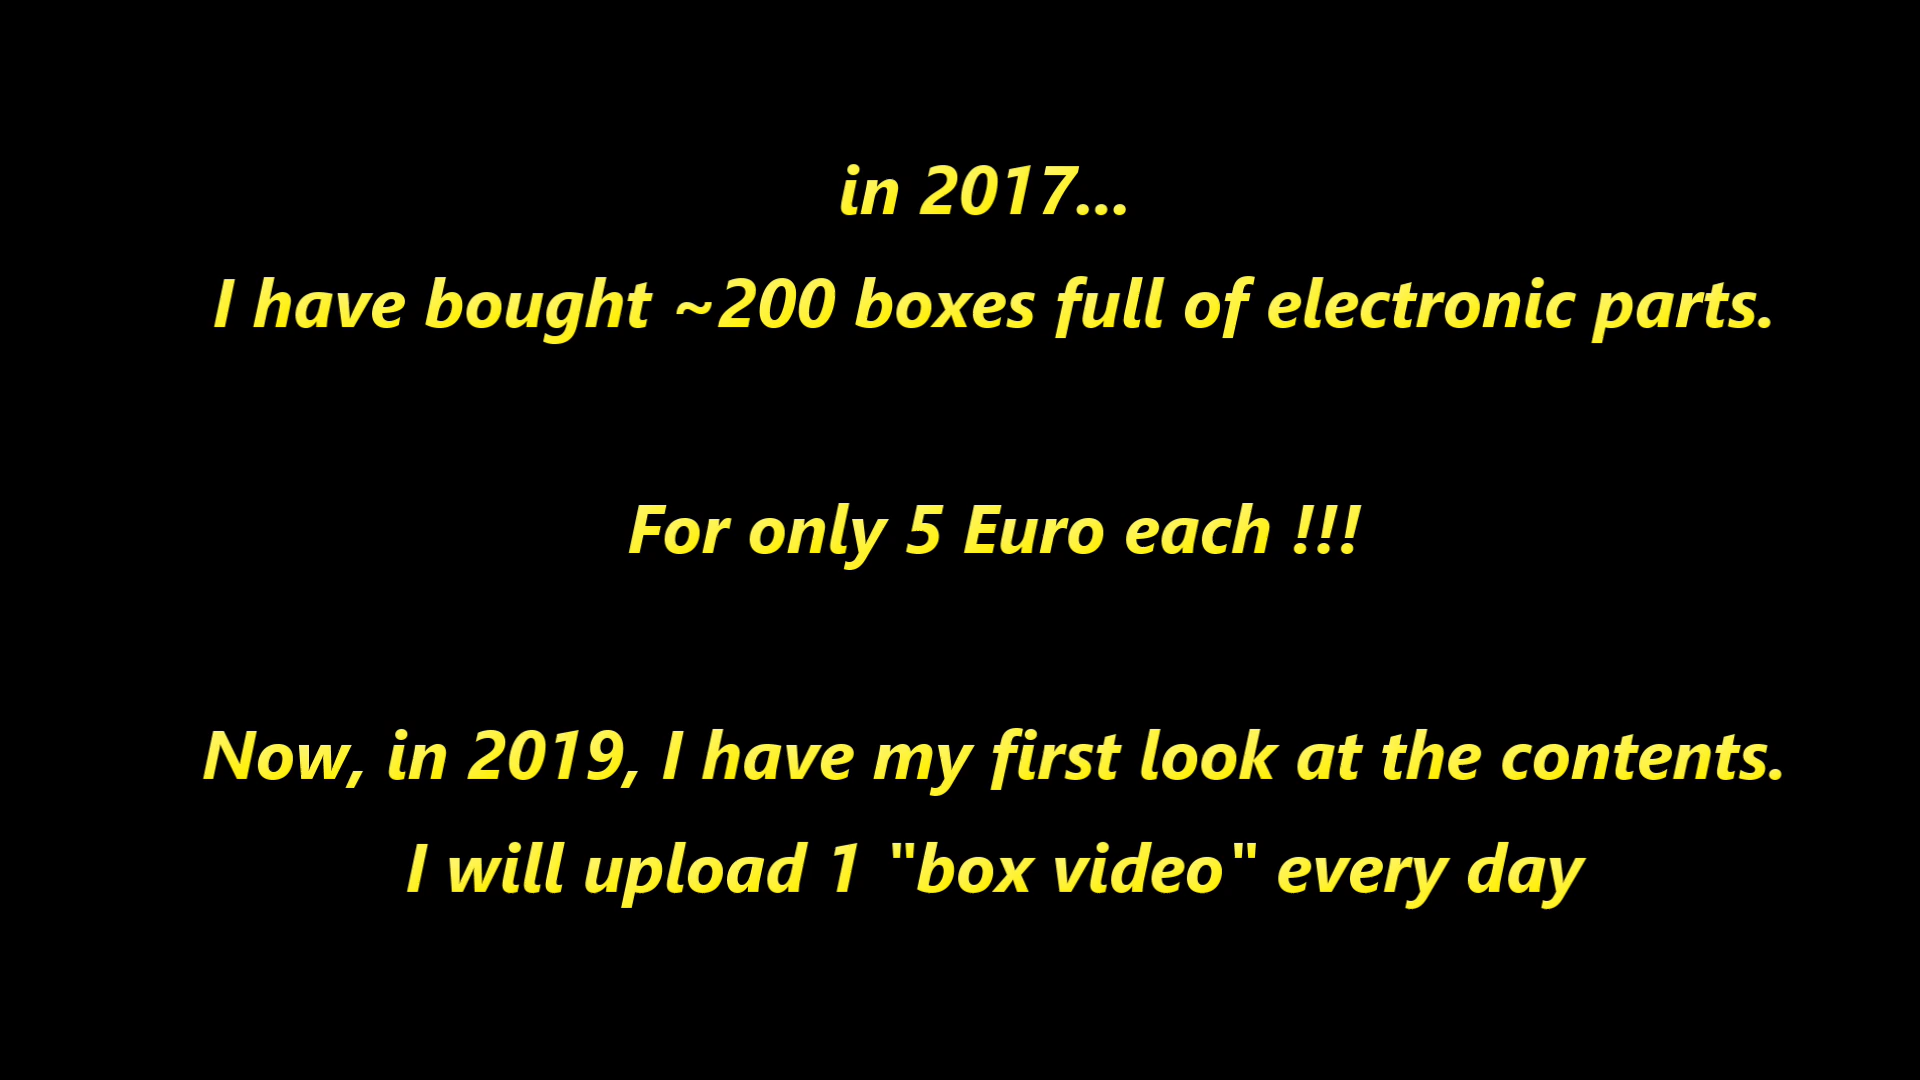 in 2017...
I have bought ~200 boxes full of electronic parts.
For only 5 Euro each !!!
Now, in 2019, I have my first look at the contents.
I will upload 1 "box video" every day